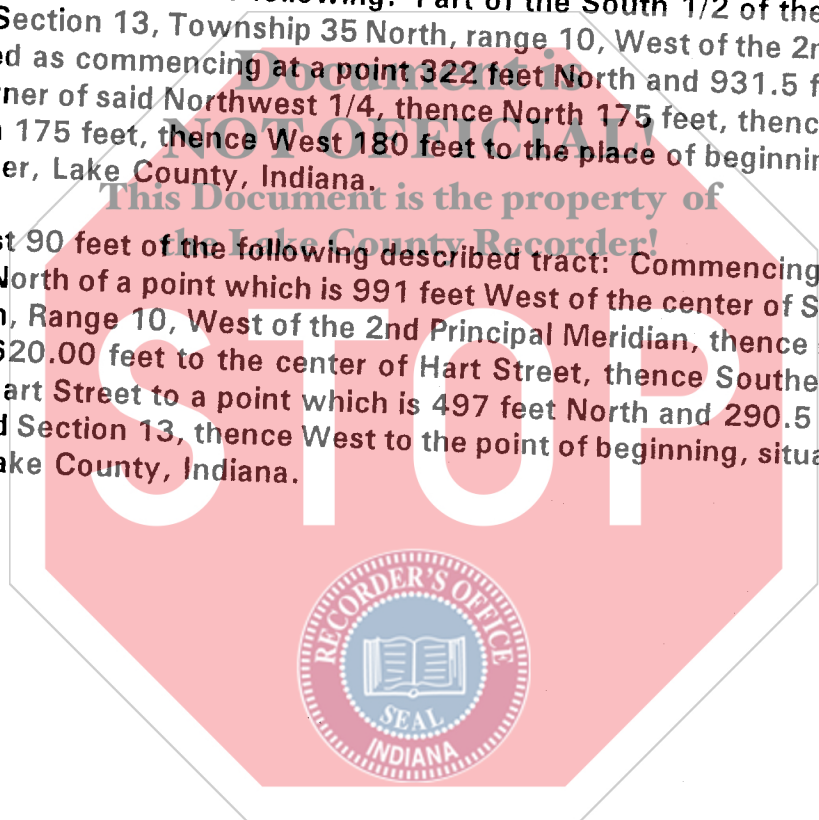 following: Part of the South 1/2 of the
Section 13, Township 35 North, range 10, West of the
ed as commencing at a point 322 feet North and 931.5
ner of said Northwest 1/4, thence North 175 feet, thenc
175 feet, thence West 180 feet to the place of beginnin
er, Lake County, Indiana.
st 90 feet of the following described tract: Commencing
North of a point which is 991 feet West of the center of S
Range 10, West of the 2nd Principal Meridian, thence
620.00 feet to the center of Hart Street, thence Southe
art Street to a point which is 497 feet North and 290.5
d Section 13, thence West to the point of beginning, situa
ake County, Indiana.
Document is
NOT OFFICIAL!
This Document is the property of
the Lake County Recorder!
STOP
RECORDER'S OFFICE
SEAL
INDIANA